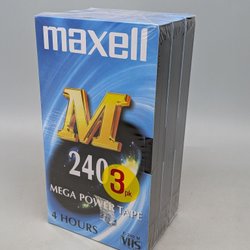 maxell
M
240
3 pk
MEGA POWER TAPE
4 HOURS
VHS